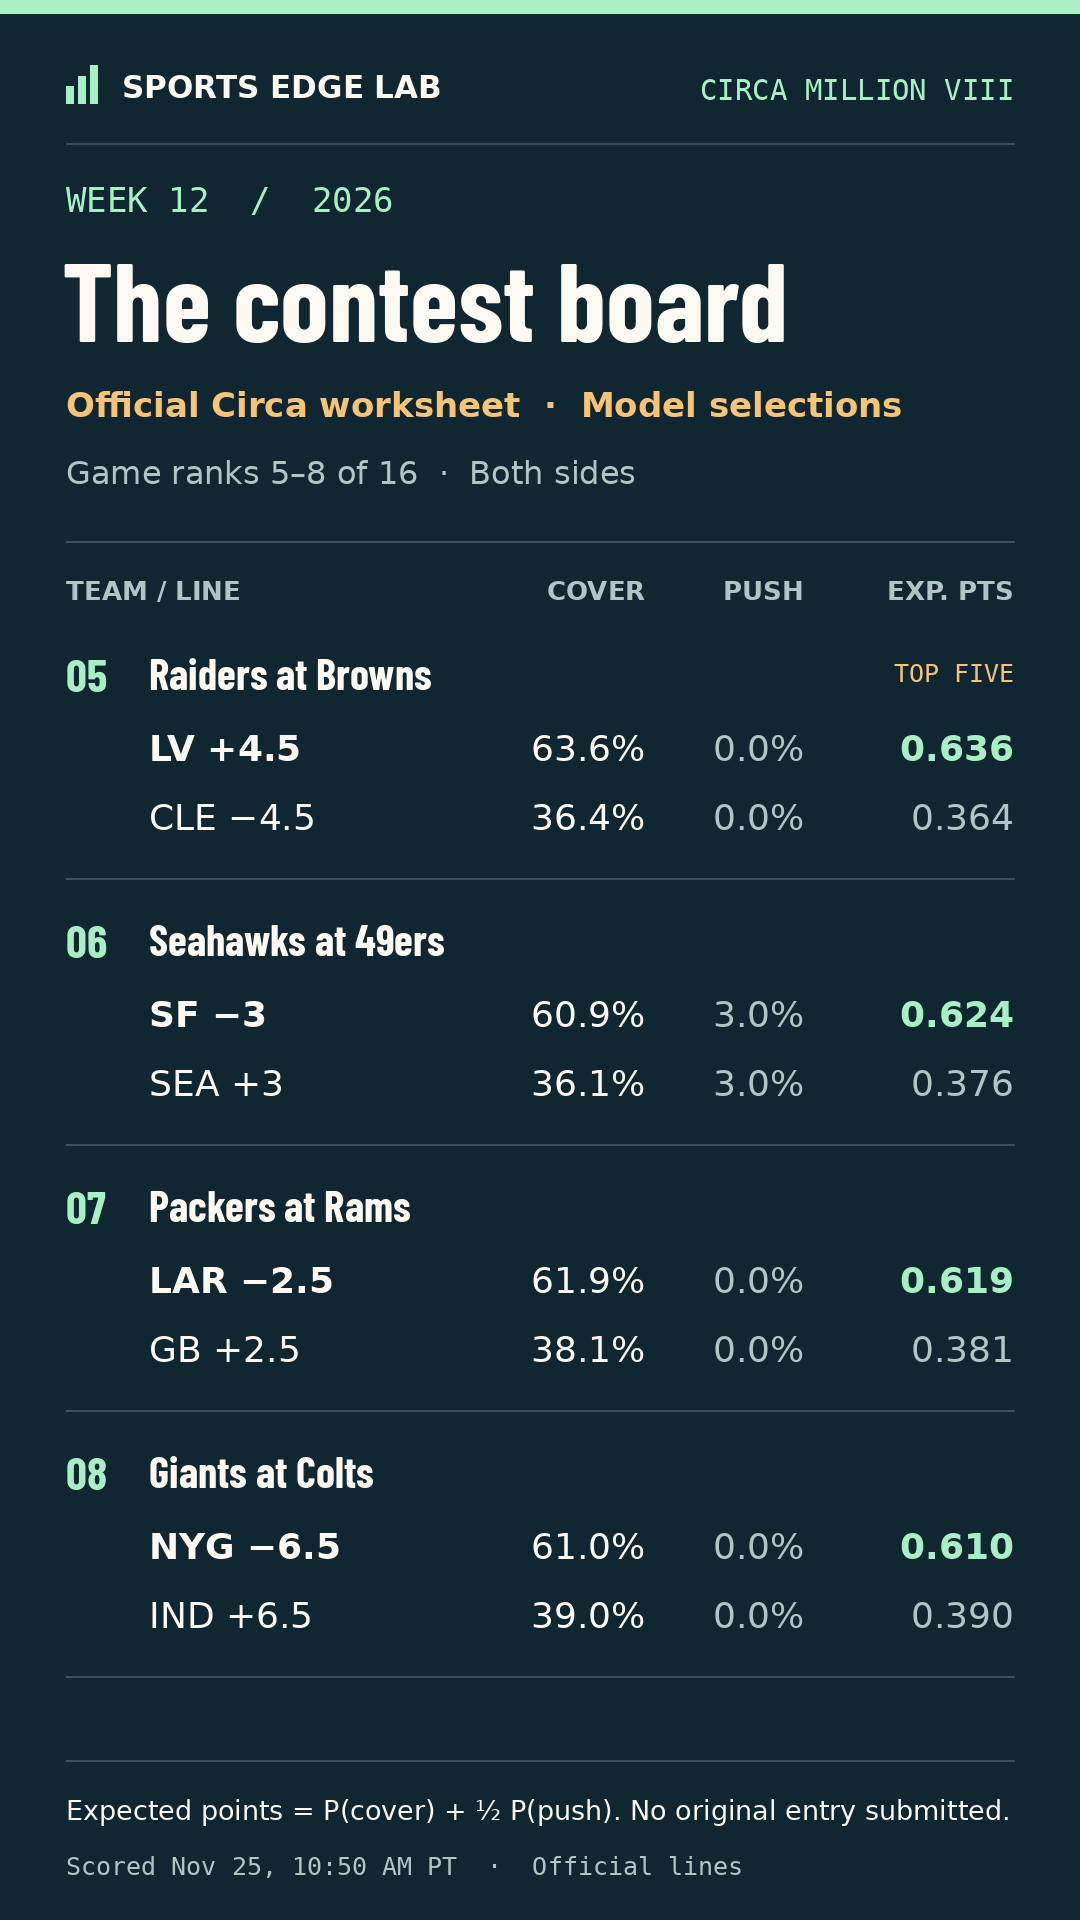 SPORTS EDGE LAB CIRCA MILLION VIII
WEEK 12 / 2026
The contest board
Official Circa worksheet · Model selections
Game ranks 5–8 of 16 · Both sides
TEAM / LINE COVER PUSH EXP. PTS
05 Raiders at Browns TOP FIVE
LV +4.5 63.6% 0.0% 0.636
CLE −4.5 36.4% 0.0% 0.364
06 Seahawks at 49ers
SF −3 60.9% 3.0% 0.624
SEA +3 36.1% 3.0% 0.376
07 Packers at Rams
LAR −2.5 61.9% 0.0% 0.619
GB +2.5 38.1% 0.0% 0.381
08 Giants at Colts
NYG −6.5 61.0% 0.0% 0.610
IND +6.5 39.0% 0.0% 0.390
Expected points = P(cover) + ½ P(push). No original entry submitted.
Scored Nov 25, 10:50 AM PT · Official lines